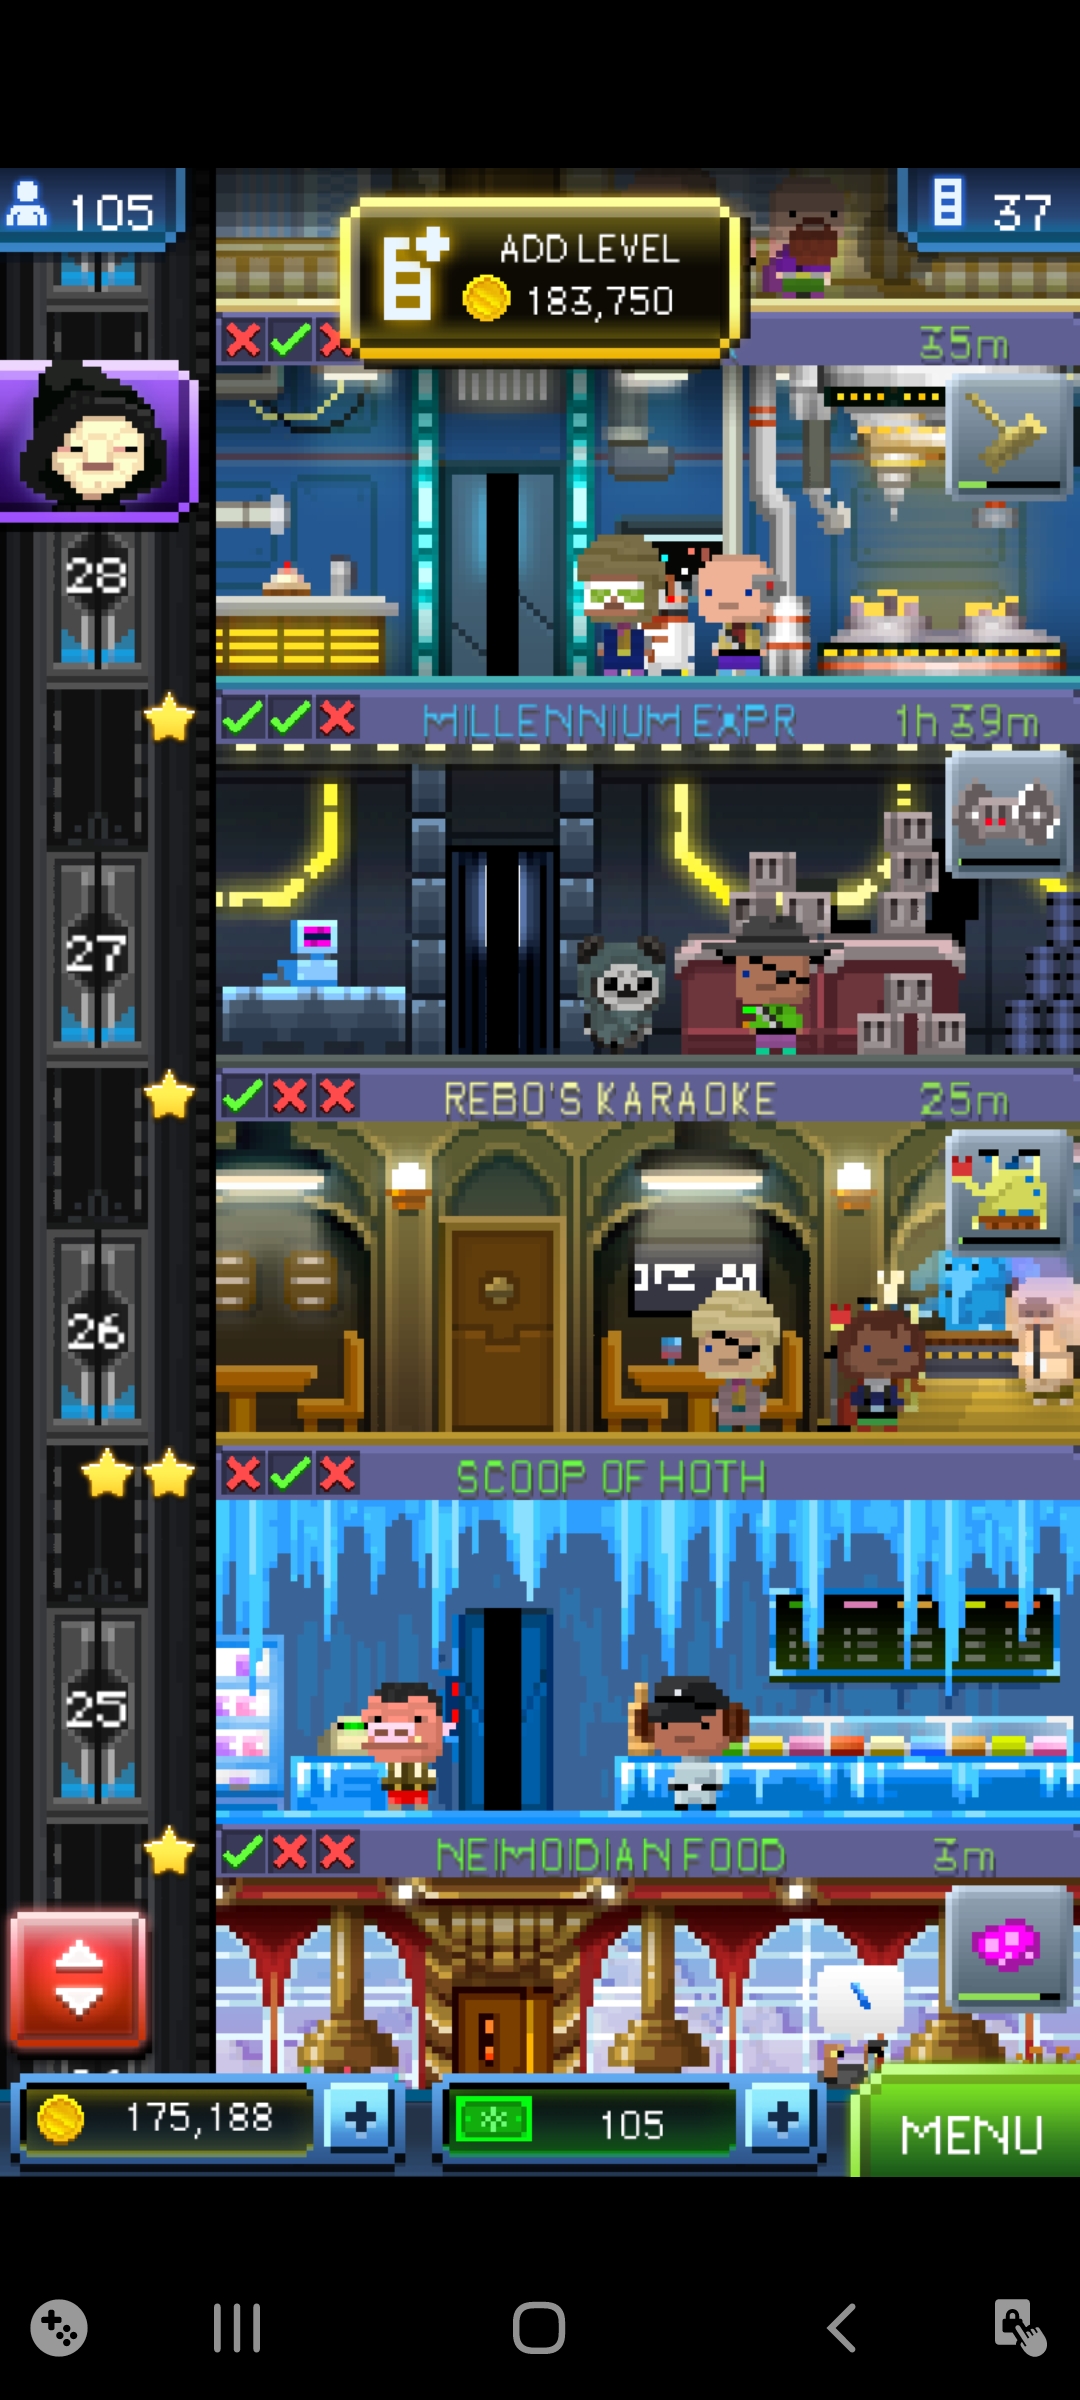 105
37
ADD LEVEL
183,750
35m
28
MILLENNIUM EXPR
1h 39m
27
REBO'S KARAOKE
25m
26
SCOOP OF HOTH
25
NEIMOIDIAN FOOD
3m
175,188
105
MENU